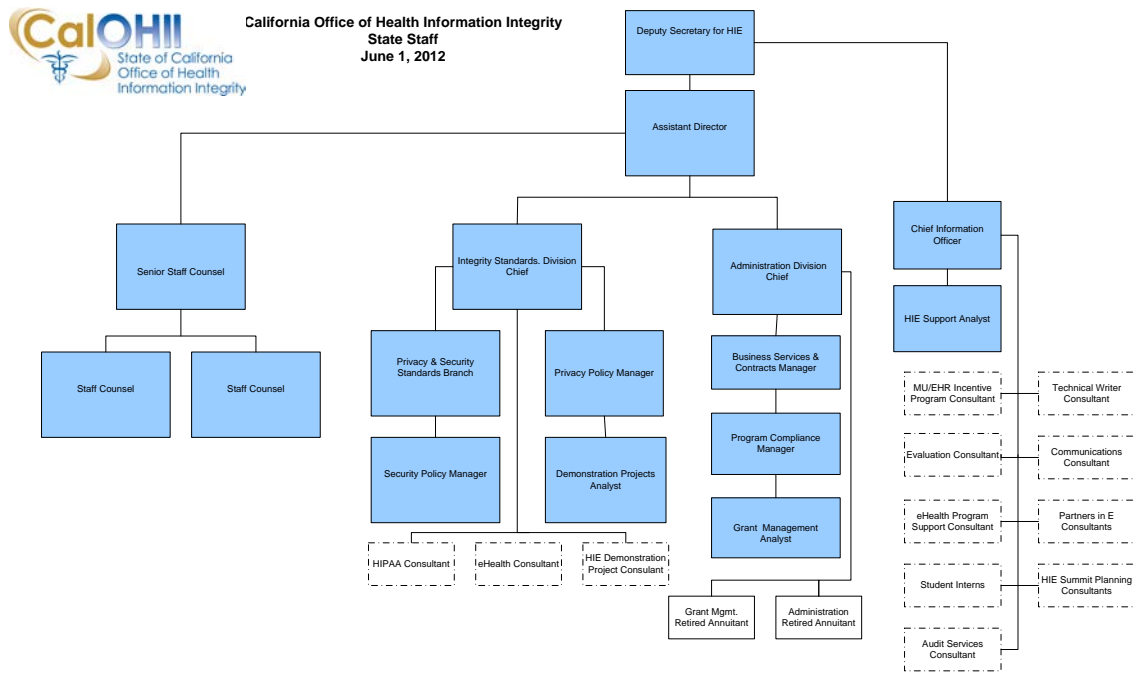 CalOHII
State of California
Office of Health
Information Integrity
California Office of Health Information Integrity
State Staff
June 1, 2012
Deputy Secretary for HIE
Assistant Director
Senior Staff Counsel
Staff Counsel
Staff Counsel
Integrity Standards. Division
Chief
Privacy & Security
Standards Branch
Privacy Policy Manager
Security Policy Manager
Demonstration Projects
Analyst
HIPAA Consultant
eHealth Consultant
HIE Demonstration
Project Consulant
Administration Division
Chief
Business Services &
Contracts Manager
Program Compliance
Manager
Grant Management
Analyst
Grant Mgmt.
Retired Annuitant
Administration
Retired Annuitant
Chief Information
Officer
HIE Support Analyst
MU/EHR Incentive
Program Consultant
Technical Writer
Consultant
Evaluation Consultant
Communications
Consultant
eHealth Program
Support Consultant
Partners in E
Consultants
Student Interns
HIE Summit Planning
Consultants
Audit Services
Consultant